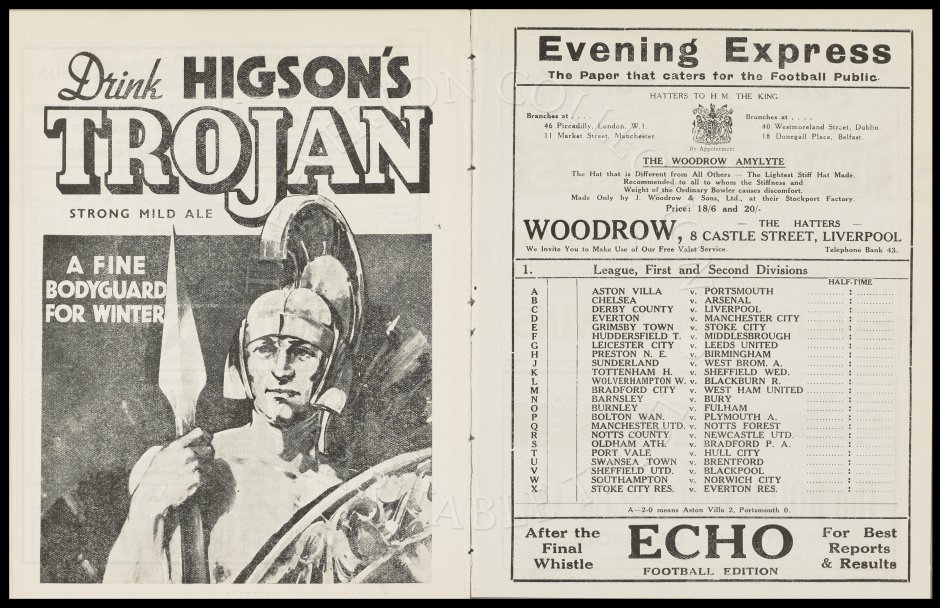 Drink HIGSON'S
TROJAN
STRONG MILD ALE
A FINE
BODYGUARD
FOR WINTER
Evening Express
The Paper that caters for the Football Public.
HATTERS TO H.M. THE KING
Branches at . . . .
46 Piccadilly, London, W.1.
11 Market Street, Manchester.
By Appointment
Branches at . . . .
40 Westmoreland Street, Dublin.
18 Donegall Place, Belfast.
THE WOODROW AMYLYTE
The Hat that is Different from All Others — The Lightest Stiff Hat Made.
Recommended to all to whom the Stiffness and
Weight of the Ordinary Bowler causes discomfort.
Made Only by J. Woodrow & Sons, Ltd., at their Stockport Factory.
Price: 18/6 and 20/-
WOODROW, THE HATTERS
8 CASTLE STREET, LIVERPOOL
We Invite You to Make Use of Our Free Valet Service. Telephone Bank 43.
1. League, First and Second Divisions
HALF-TIME
A ASTON VILLA v. PORTSMOUTH ........ : ........
B CHELSEA v. ARSENAL ........ : ........
C DERBY COUNTY v. LIVERPOOL ........ : ........
D EVERTON v. MANCHESTER CITY ........ : ........
E GRIMSBY TOWN v. STOKE CITY ........ : ........
F HUDDERSFIELD T. v. MIDDLESBROUGH ........ : ........
G LEICESTER CITY v. LEEDS UNITED ........ : ........
H PRESTON N. E. v. BIRMINGHAM ........ : ........
J SUNDERLAND v. WEST BROM. A. ........ : ........
K TOTTENHAM H. v. SHEFFIELD WED. ........ : ........
L WOLVERHAMPTON W. v. BLACKBURN R. ........ : ........
M BRADFORD CITY v. WEST HAM UNITED ........ : ........
N BARNSLEY v. BURY ........ : ........
O BURNLEY v. FULHAM ........ : ........
P BOLTON WAN. v. PLYMOUTH A. ........ : ........
Q MANCHESTER UTD. v. NOTTS FOREST ........ : ........
R NOTTS COUNTY v. NEWCASTLE UTD. ........ : ........
S OLDHAM ATH. v. BRADFORD P. A. ........ : ........
T PORT VALE v. HULL CITY ........ : ........
U SWANSEA TOWN v. BRENTFORD ........ : ........
V SHEFFIELD UTD. v. BLACKPOOL ........ : ........
W SOUTHAMPTON v. NORWICH CITY ........ : ........
X STOKE CITY RES. v. EVERTON RES. ........ : ........
A—2-0 means Aston Villa 2, Portsmouth 0.
After the
Final
Whistle
ECHO
FOOTBALL EDITION
For Best
Reports
& Results